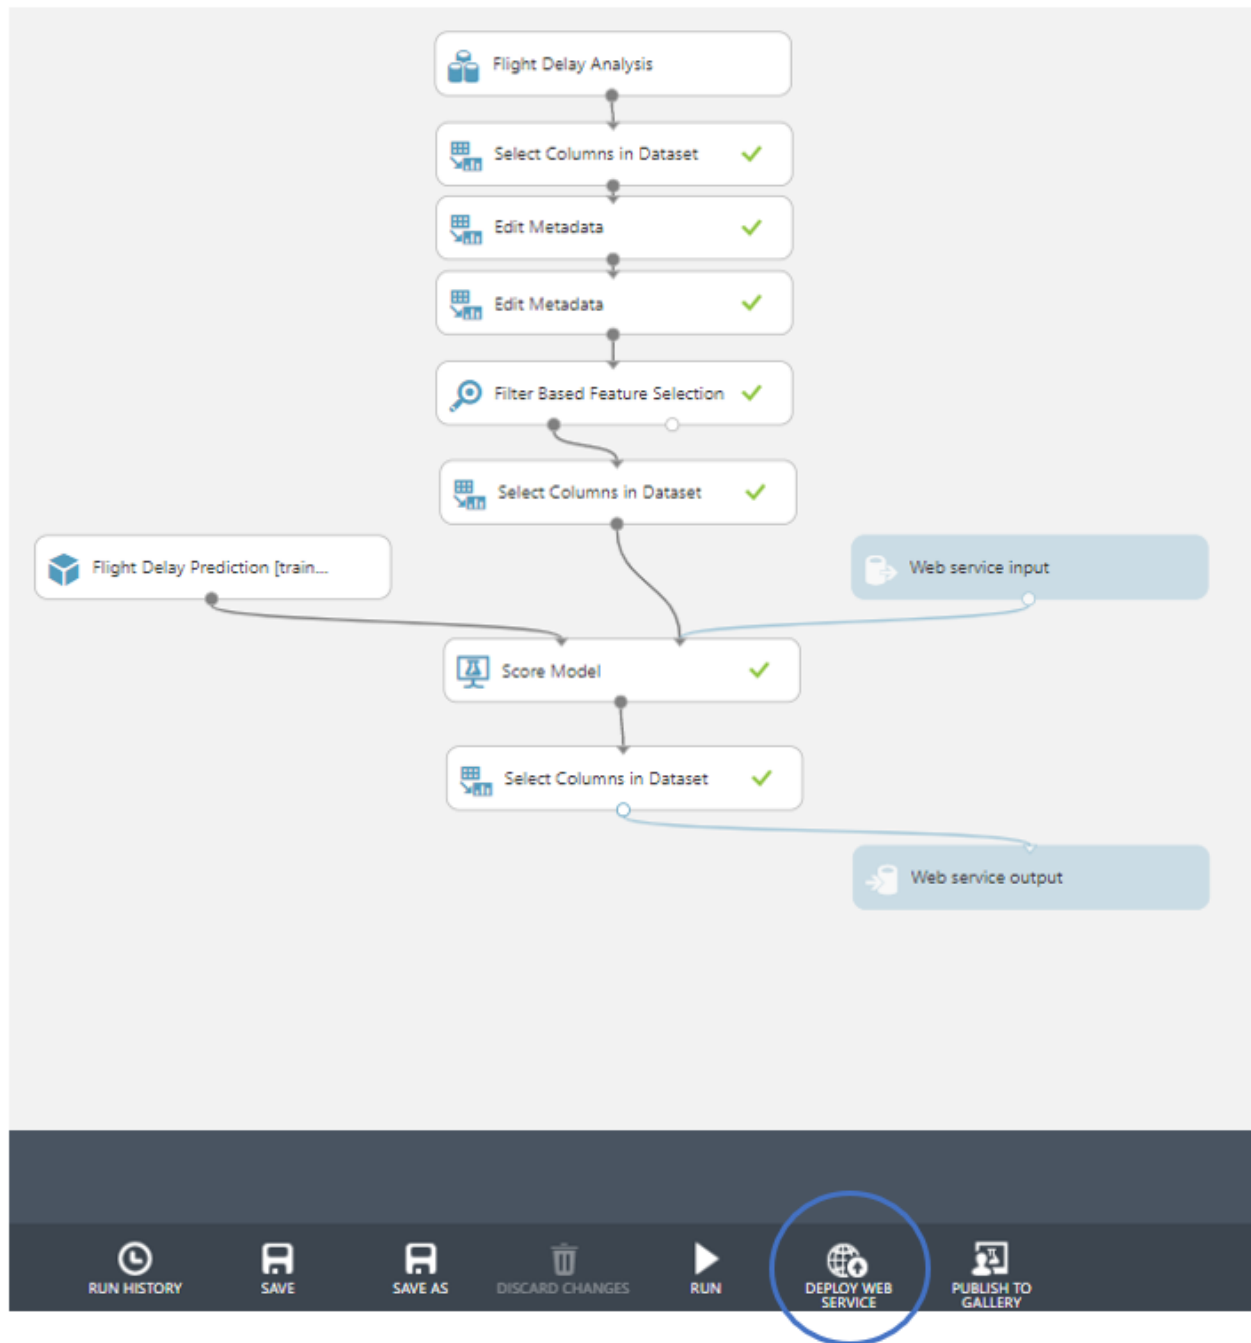 Flight Delay Analysis
Select Columns in Dataset
Edit Metadata
Edit Metadata
Filter Based Feature Selection
Select Columns in Dataset
Flight Delay Prediction [train...
Web service input
Score Model
Select Columns in Dataset
Web service output
RUN HISTORY
SAVE
SAVE AS
DISCARD CHANGES
RUN
DEPLOY WEB
SERVICE
PUBLISH TO
GALLERY